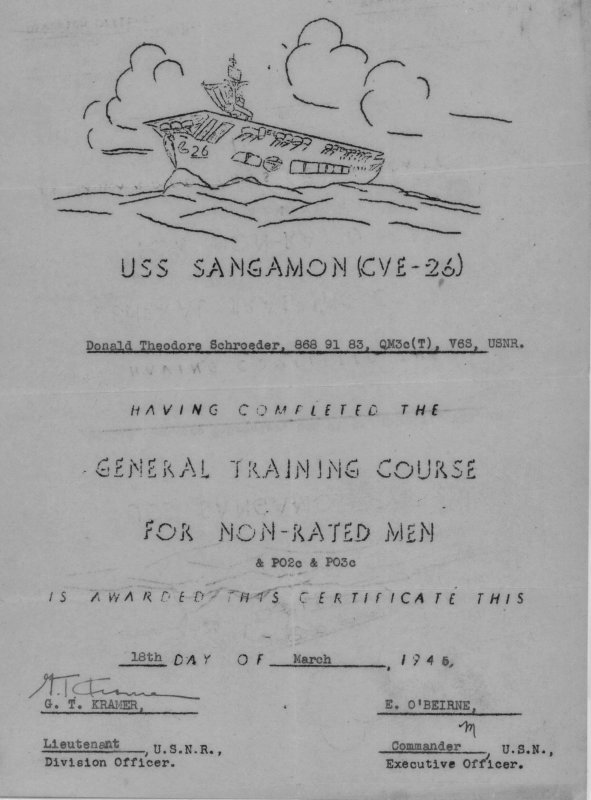 26
USS SANGAMON (CVE-26)
Donald Theodore Schroeder, 868 91 83, QM3c(T), V6S, USNR.
HAVING COMPLETED THE
GENERAL TRAINING COURSE
FOR NON-RATED MEN
& PO2c & PO3c
IS AWARDED THIS CERTIFICATE THIS
18th DAY OF March, 1945,
G. T. Kramer
G. T. KRAMER, E. O'BEIRNE,
Lieutenant, U.S.N.R., Commander, U.S.N.,
Division Officer. Executive Officer.